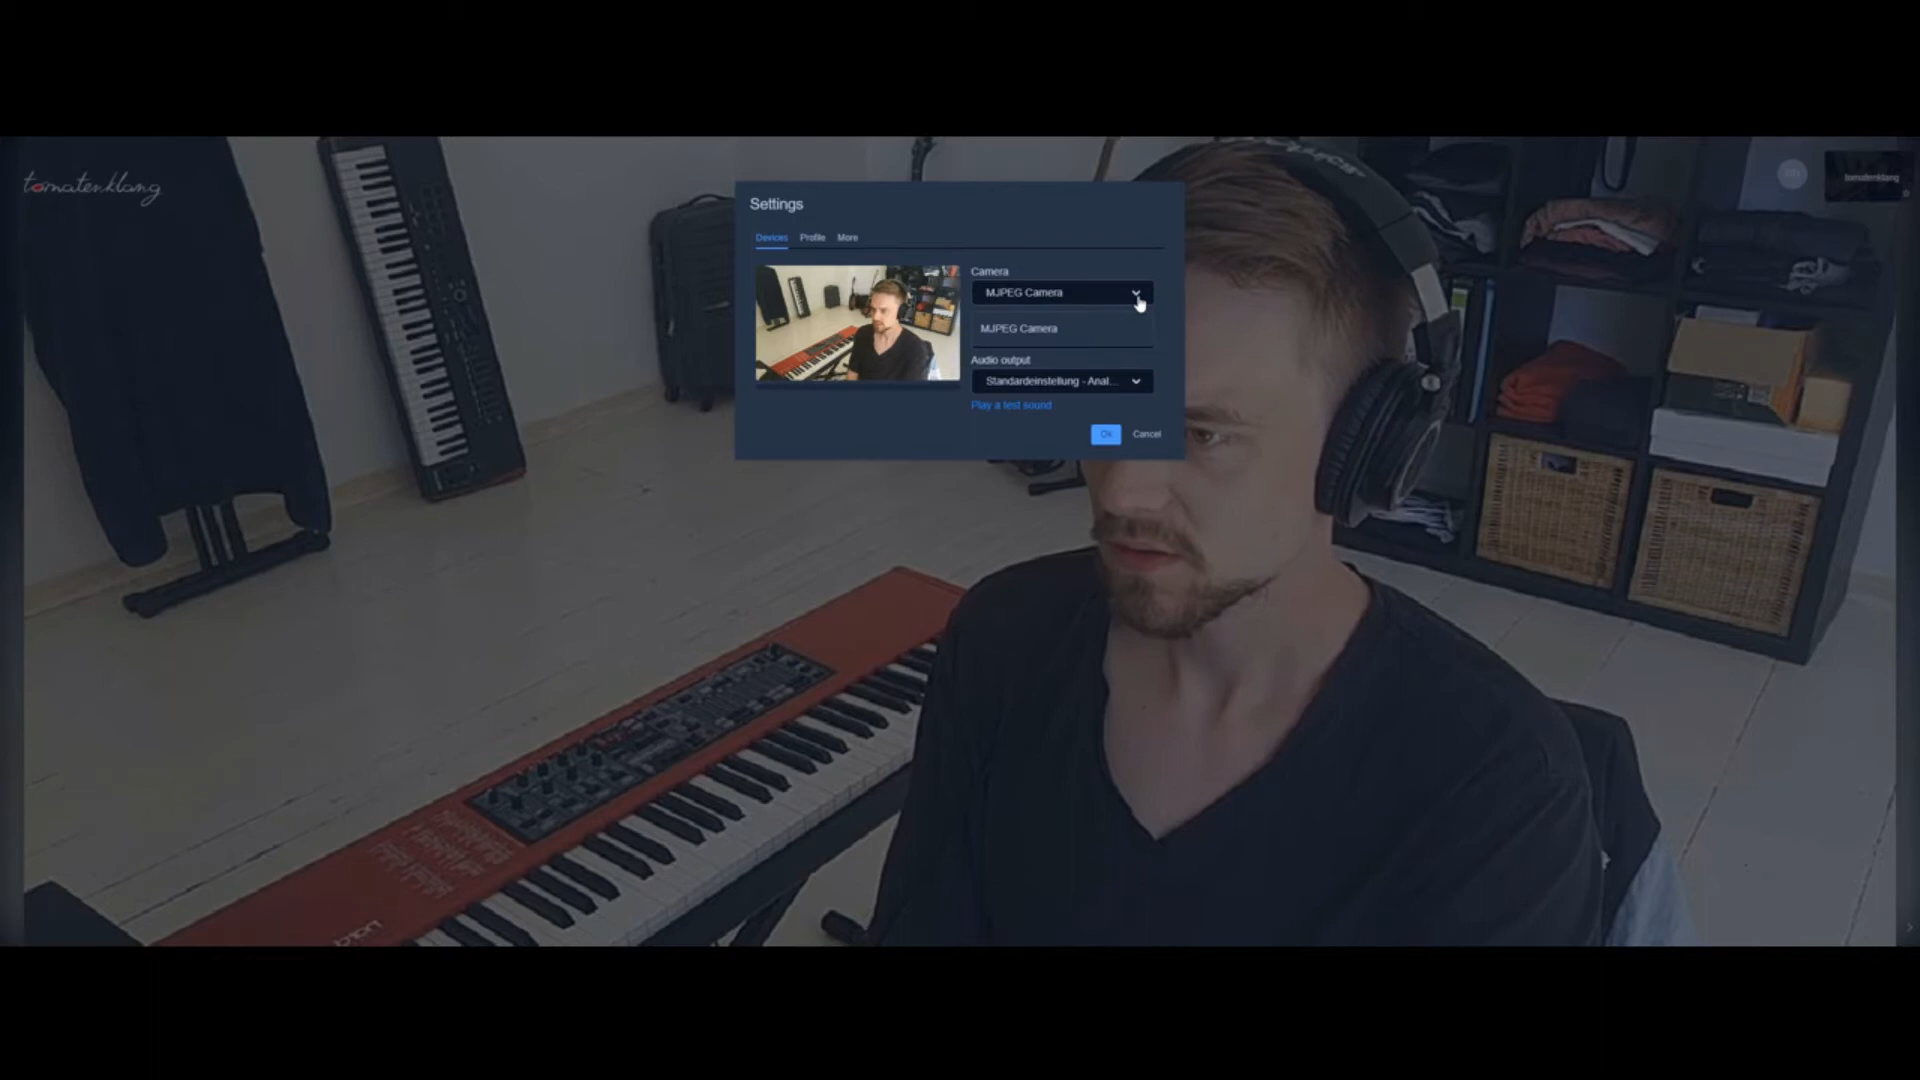 tomatenklang
tomatenklang
Settings
Devices Profile More
Camera
MJPEG Camera
MJPEG Camera
Audio output
Standardeinstellung - Anal...
Play a test sound
Ok Cancel